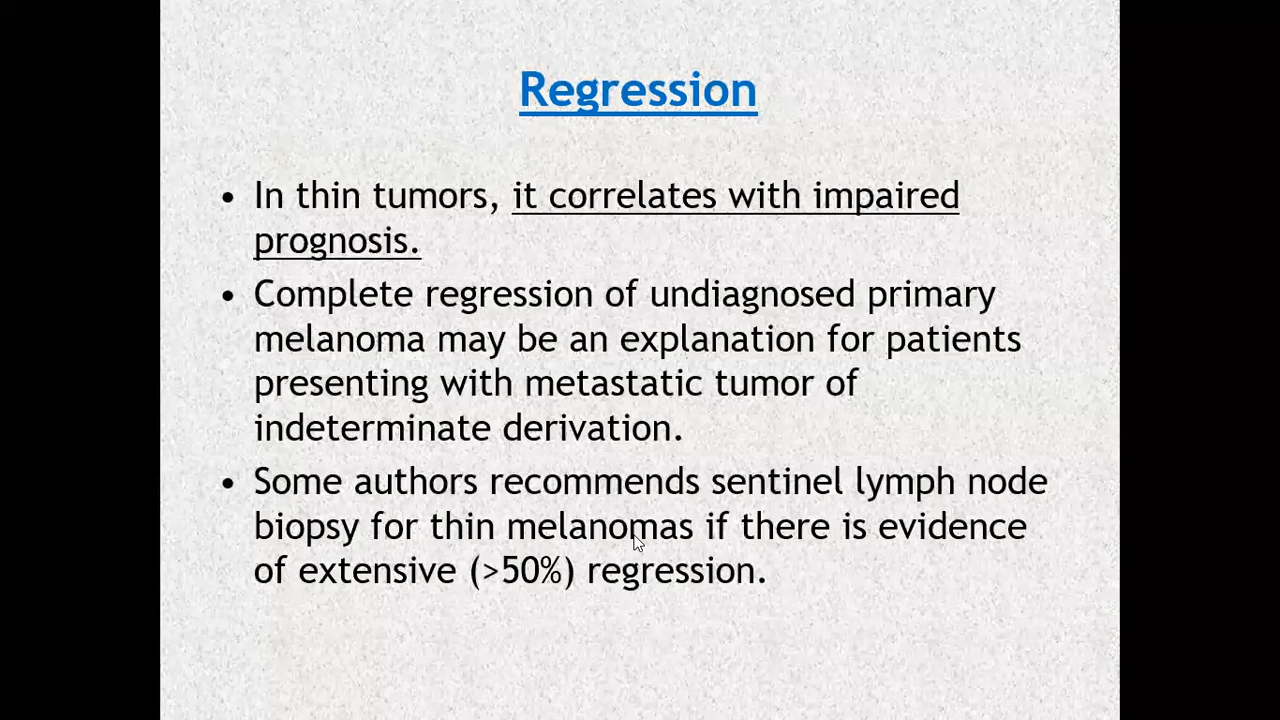 Regression
• In thin tumors, it correlates with impaired
prognosis.
• Complete regression of undiagnosed primary
melanoma may be an explanation for patients
presenting with metastatic tumor of
indeterminate derivation.
• Some authors recommends sentinel lymph node
biopsy for thin melanomas if there is evidence
of extensive (>50%) regression.